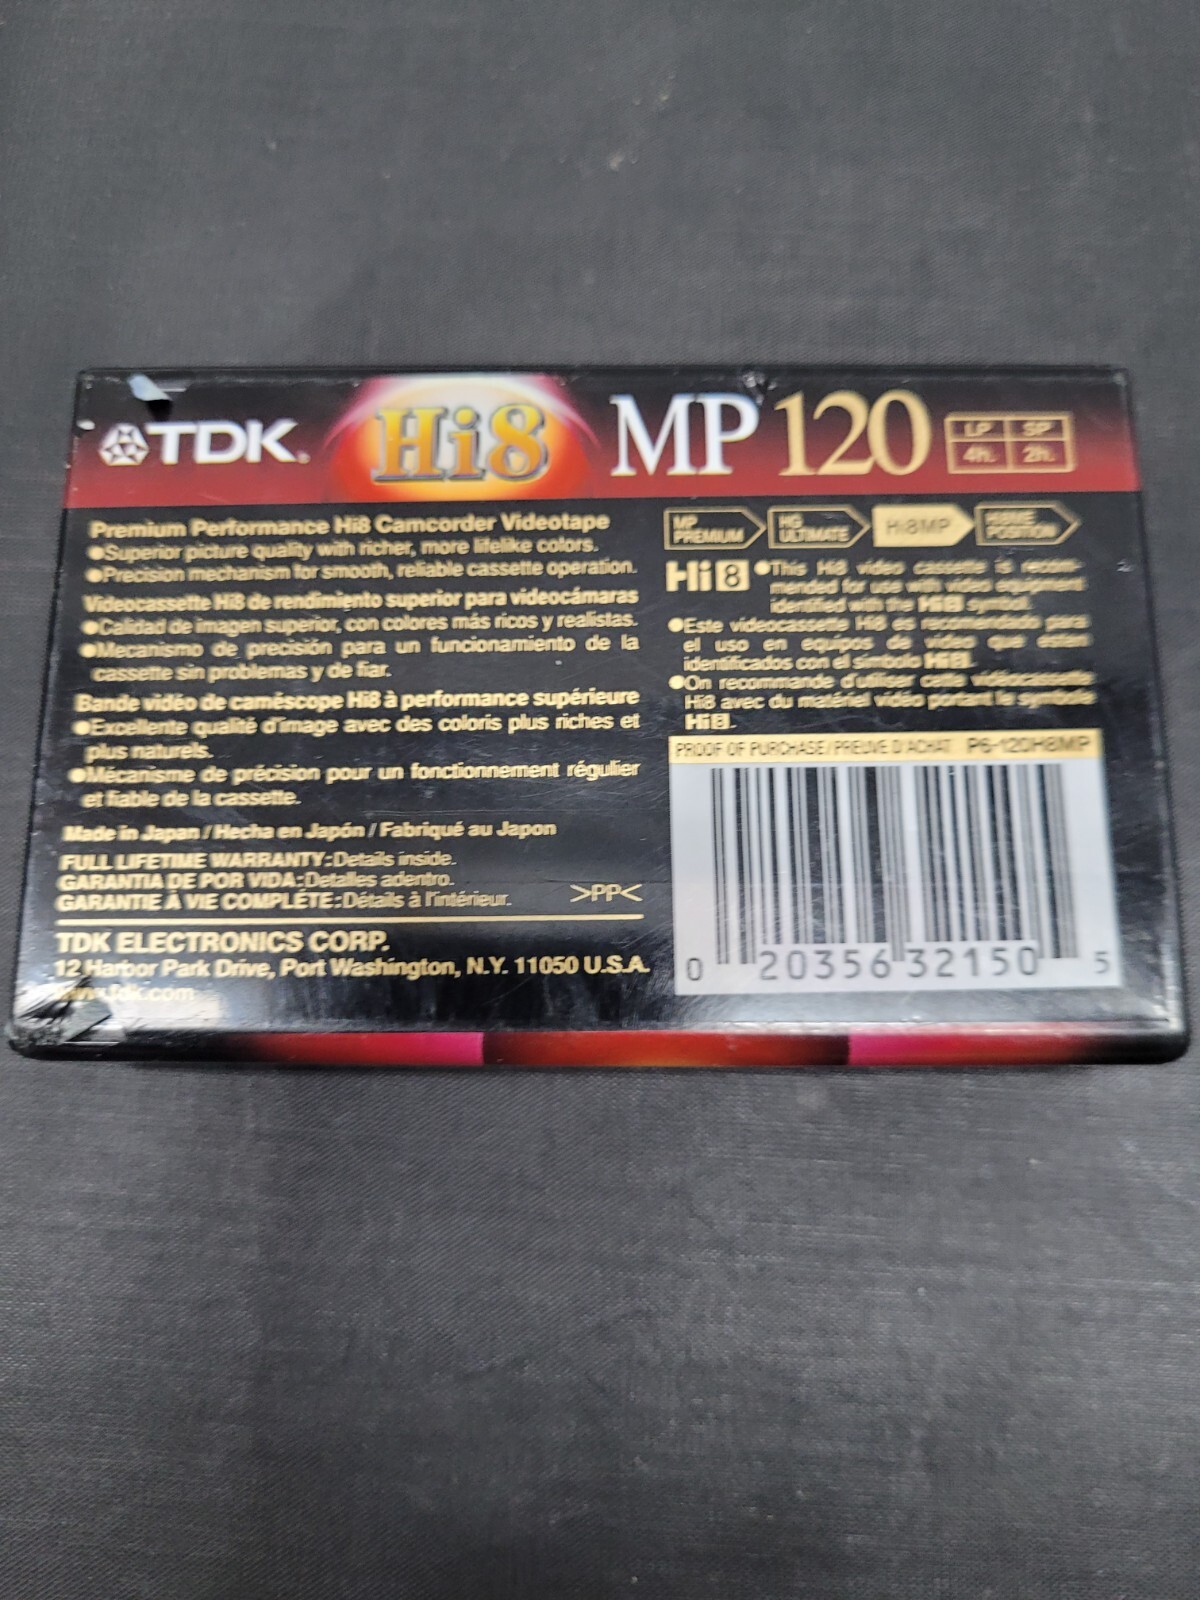 TDK Hi8 MP 120
LP SP
4h. 2h.
Premium Performance Hi8 Camcorder Videotape
●Superior picture quality with richer, more lifelike colors.
●Precision mechanism for smooth, reliable cassette operation.
Videocassette Hi8 de rendimiento superior para videocámaras
●Calidad de imagen superior, con colores más ricos y realistas.
●Mecanismo de precisión para un funcionamiento de la
cassette sin problemas y de fiar.
Bande vidéo de caméscope Hi8 à performance supérieure
●Excellente qualité d'image avec des coloris plus riches et
plus naturels.
●Mécanisme de précision pour un fonctionnement régulier
et fiable de la cassette.
Made in Japan / Hecha en Japón / Fabriqué au Japon
FULL LIFETIME WARRANTY: Details inside.
GARANTIA DE POR VIDA: Detalles adentro.
GARANTIE À VIE COMPLÈTE: Détails à l'intérieur.
>PP<
TDK ELECTRONICS CORP.
12 Harbor Park Drive, Port Washington, N.Y. 11050 U.S.A.
www.tdk.com
MP PREMIUM
HG ULTIMATE
Hi8MP
POSITION
Hi8
●This Hi8 video cassette is recom-
mended for use with video equipment
identified with the Hi8 symbol.
●Este videocassette Hi8 es recomendado para
el uso en equipos de video que esten
identificados con el símbolo Hi8.
●On recommande d'utiliser cette vidéocassette
Hi8 avec du matériel vidéo portant le symbole
Hi8.
PROOF OF PURCHASE/PREUVE D'ACHAT P6-120H8MP
0 20356 32150 5